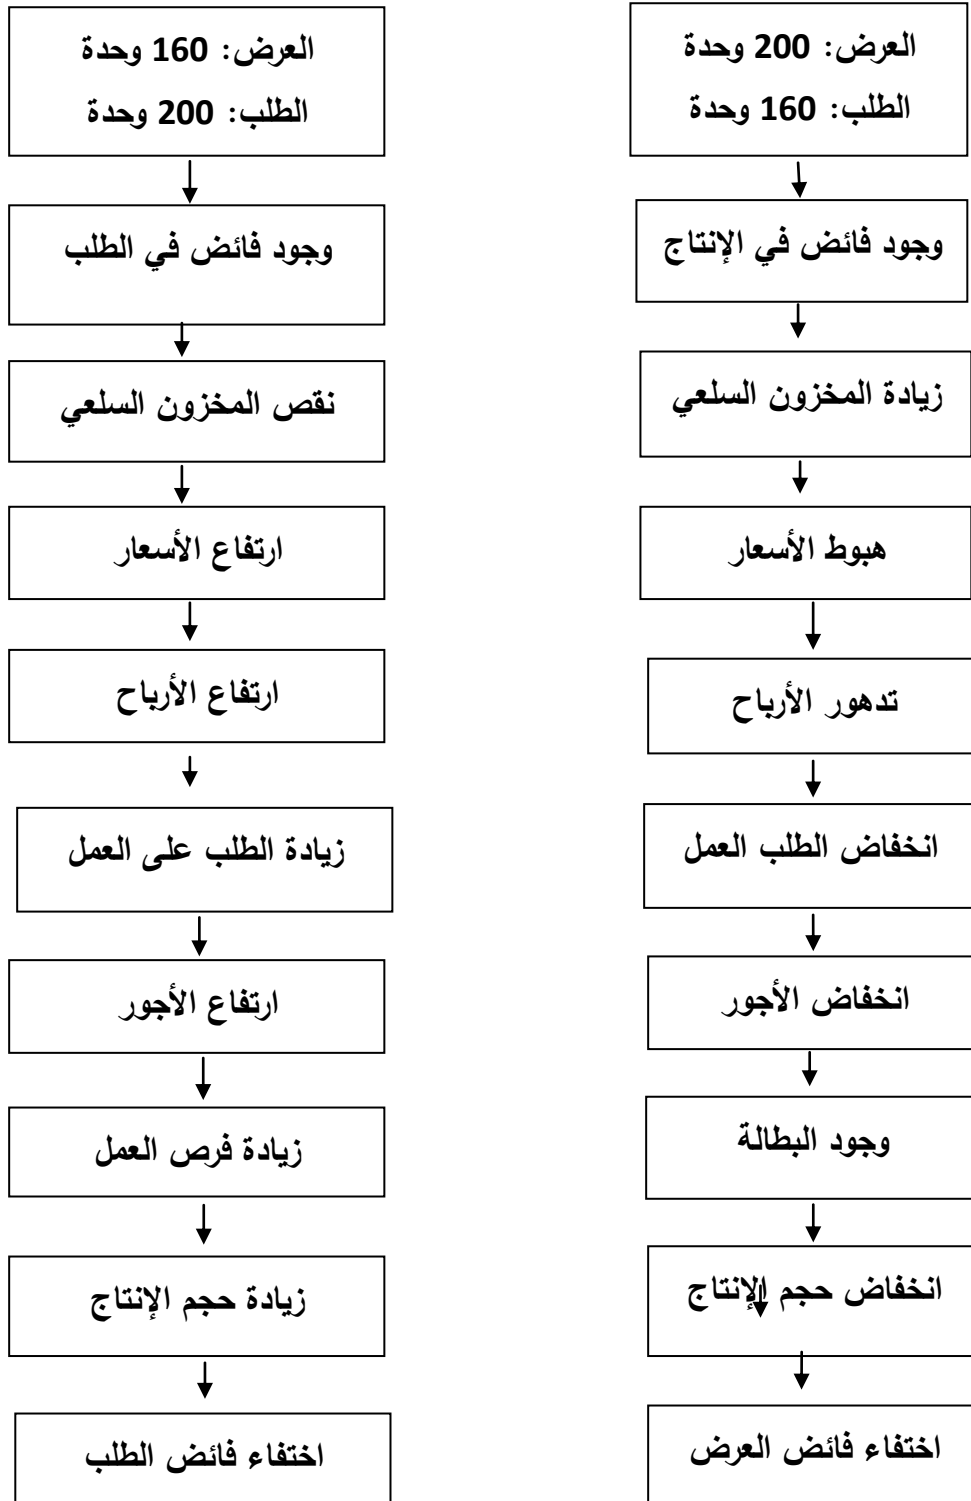 العرض: 200 وحدة
الطلب: 160 وحدة
وجود فائض في الإنتاج
زيادة المخزون السلعي
هبوط الأسعار
تدهور الأرباح
انخفاض الطلب العمل
انخفاض الأجور
وجود البطالة
انخفاض حجم الإنتاج
اختفاء فائض العرض
العرض: 160 وحدة
الطلب: 200 وحدة
وجود فائض في الطلب
نقص المخزون السلعي
ارتفاع الأسعار
ارتفاع الأرباح
زيادة الطلب على العمل
ارتفاع الأجور
زيادة فرص العمل
زيادة حجم الإنتاج
اختفاء فائض الطلب